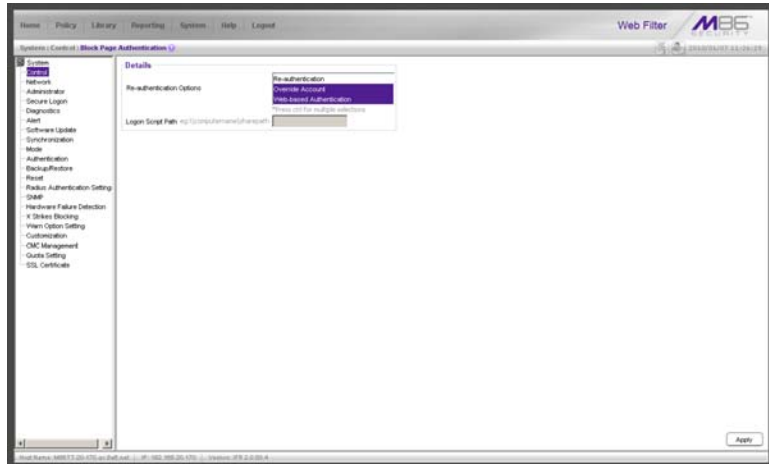 Home Policy Library Reporting System Help Logout
Web Filter
M86
SECURITY
System : Control : Block Page Authentication
System
Control
Network
Administrator
Secure Logon
Diagnostics
Alert
Software Update
Synchronization
Mode
Authentication
Backup/Restore
Reset
Radius Authentication Setting
SNMP
Hardware Failure Detection
X Strikes Blocking
Warn Option Setting
Customization
CMC Management
Quota Setting
SSL Certificate
Details
Re-authentication Options
Re-authentication
Override Account
Web-based Authentication
*Press ctrl for multiple selections
Logon Script Path eg:\\computername\sharepath
Apply